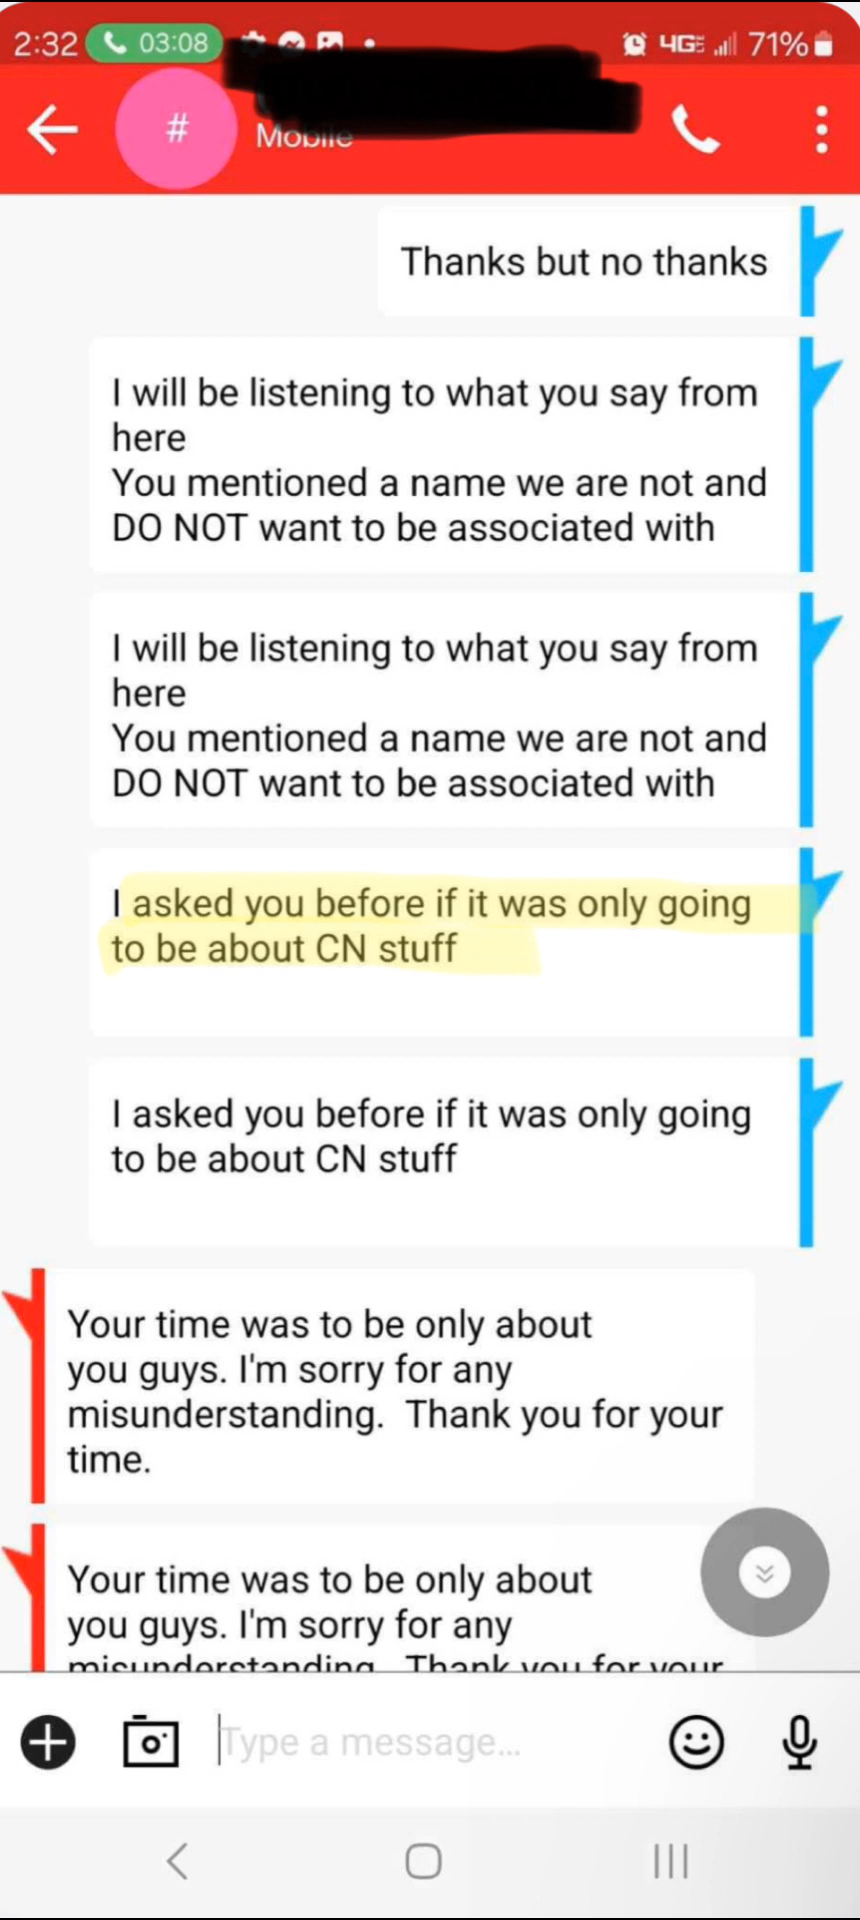 2:32 03:08 4GE 71%
#
Mobile
Thanks but no thanks
I will be listening to what you say from
here
You mentioned a name we are not and
DO NOT want to be associated with
I will be listening to what you say from
here
You mentioned a name we are not and
DO NOT want to be associated with
I asked you before if it was only going
to be about CN stuff
I asked you before if it was only going
to be about CN stuff
Your time was to be only about
you guys. I'm sorry for any
misunderstanding.  Thank you for your
time.
Your time was to be only about
you guys. I'm sorry for any
misunderstanding.  Thank you for your
Type a message...